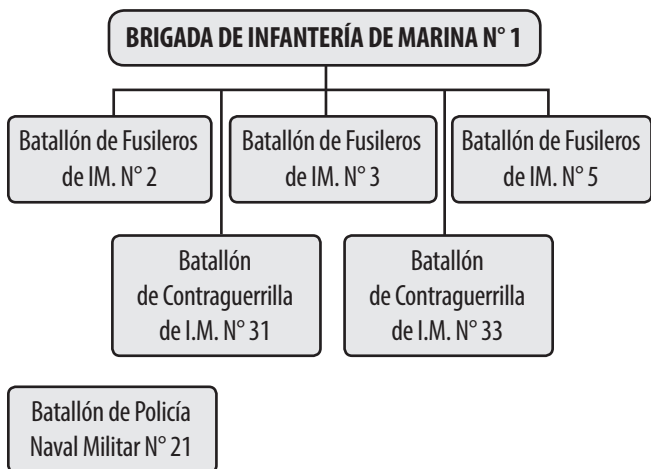 BRIGADA DE INFANTERÍA DE MARINA N° 1
Batallón de Fusileros
de IM. N° 2
Batallón de Fusileros
de IM. N° 3
Batallón de Fusileros
de IM. N° 5
Batallón
de Contraguerrilla
de I.M. N° 31
Batallón
de Contraguerrilla
de I.M. N° 33
Batallón de Policía
Naval Militar N° 21